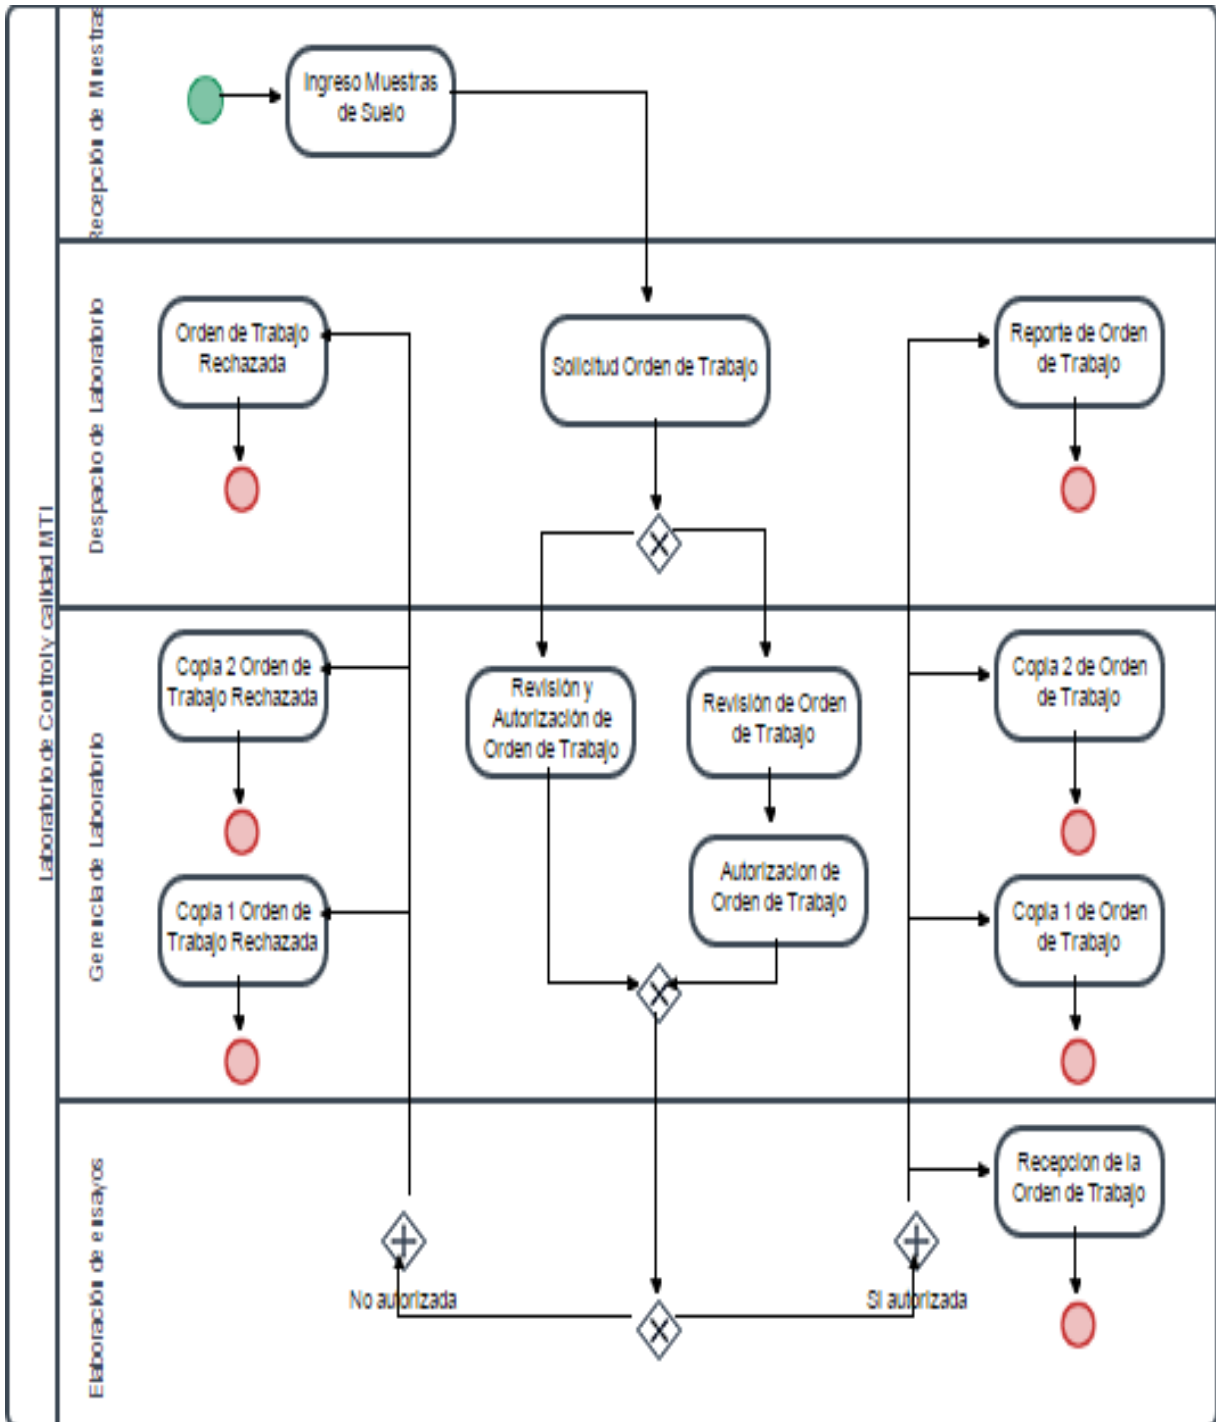 Laboratorio de Control y calidad MTI
Recepción de Muestras
Ingreso Muestras
de Suelo
Despacho de Laboratorio
Orden de Trabajo
Rechazada
Solicitud Orden de Trabajo
Reporte de Orden
de Trabajo
Gerencia de Laboratorio
Copia 2 Orden de
Trabajo Rechazada
Revisión y
Autorización de
Orden de Trabajo
Revisión de Orden
de Trabajo
Copia 2 de Orden
de Trabajo
Autorizacion de
Orden de Trabajo
Copia 1 Orden de
Trabajo Rechazada
Copia 1 de Orden
de Trabajo
Elaboración de ensayos
Recepcion de la
Orden de Trabajo
No autorizada
Si autorizada